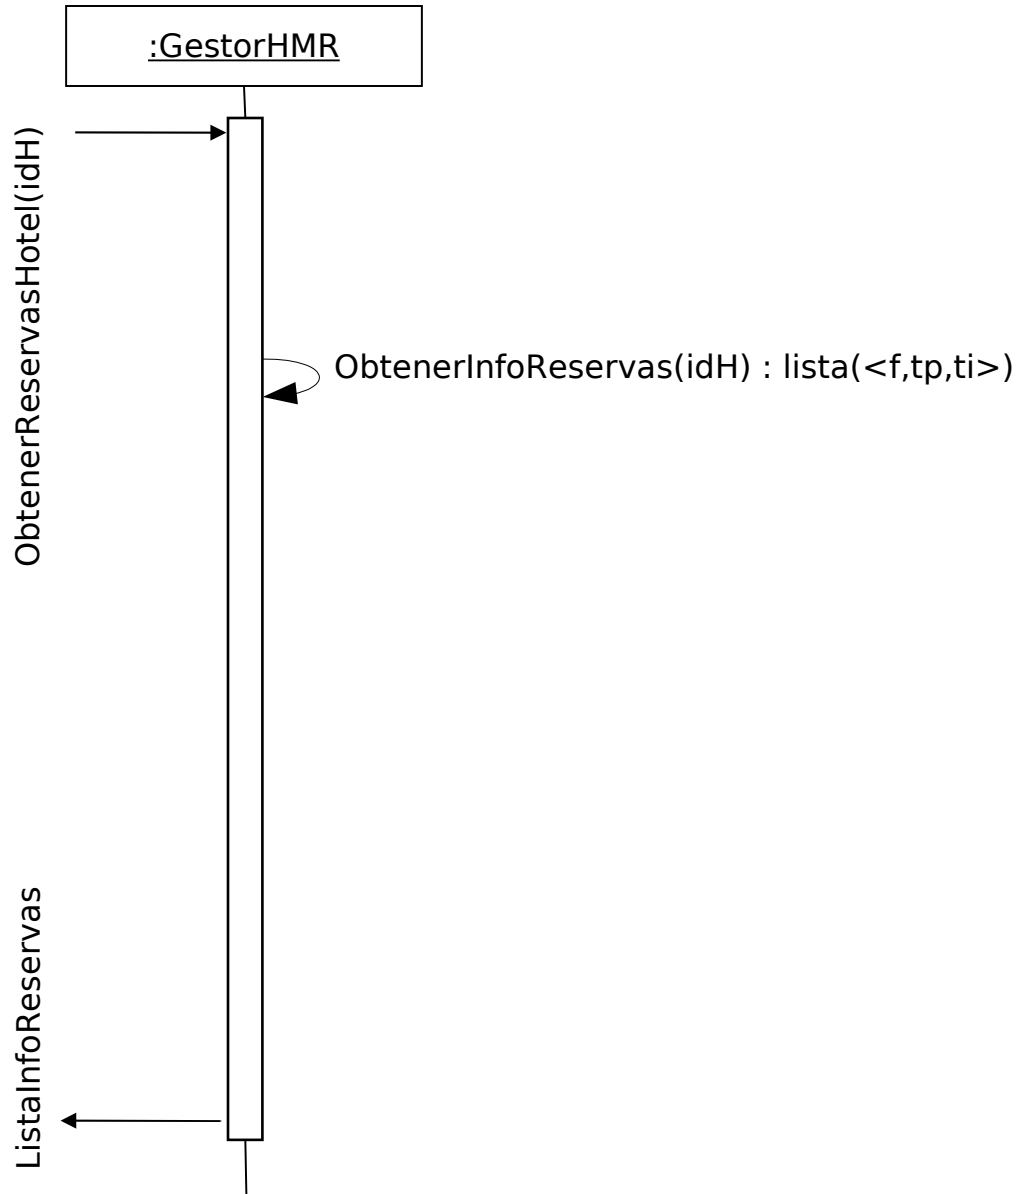 :GestorHMR
ObtenerReservasHotel(idH)
ObtenerInfoReservas(idH) : lista(<f,tp,ti>)
ListaInfoReservas